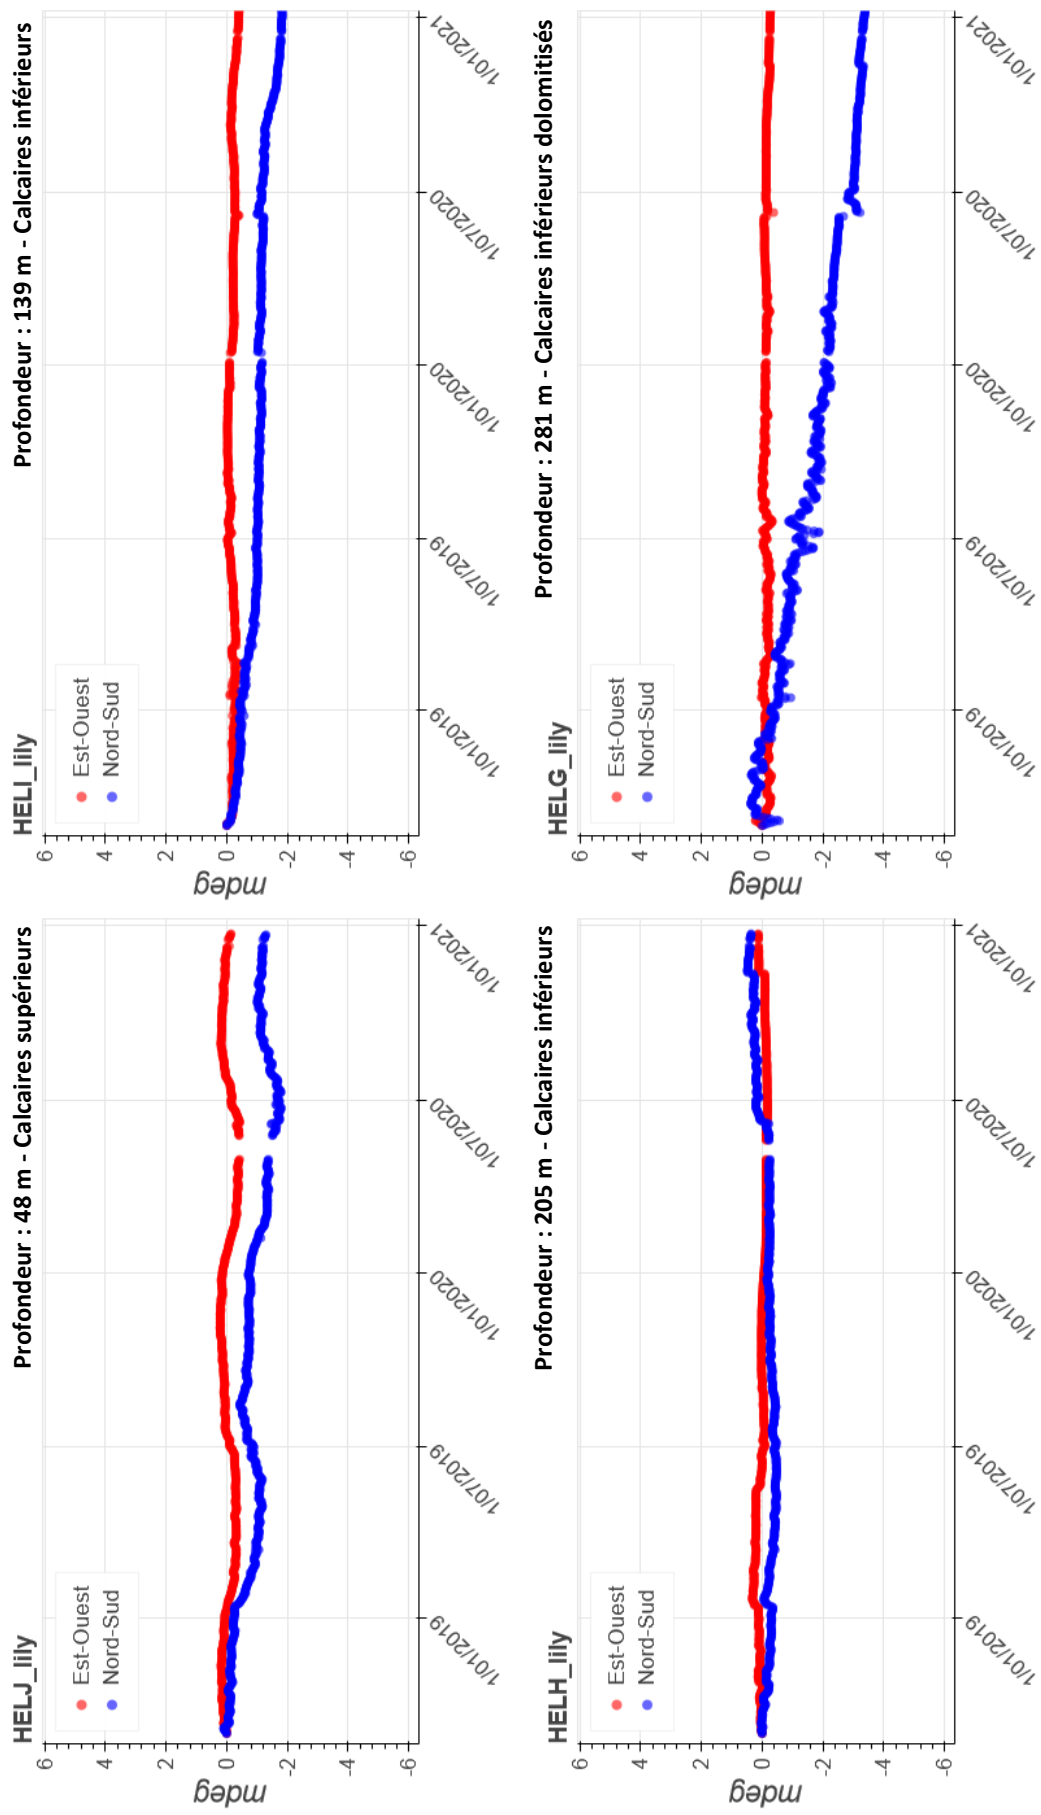 HELJ_lily
Profondeur : 48 m - Calcaires supérieurs
mdeg
6
4
2
0
-2
-4
-6
Est-Ouest
Nord-Sud
1/01/2019
1/07/2019
1/01/2020
1/07/2020
1/01/2021
HELI_lily
Profondeur : 139 m - Calcaires inférieurs
mdeg
6
4
2
0
-2
-4
-6
Est-Ouest
Nord-Sud
1/01/2019
1/07/2019
1/01/2020
1/07/2020
1/01/2021
HELH_lily
Profondeur : 205 m - Calcaires inférieurs
mdeg
6
4
2
0
-2
-4
-6
Est-Ouest
Nord-Sud
1/01/2019
1/07/2019
1/01/2020
1/07/2020
1/01/2021
HELG_lily
Profondeur : 281 m - Calcaires inférieurs dolomitisés
mdeg
6
4
2
0
-2
-4
-6
Est-Ouest
Nord-Sud
1/01/2019
1/07/2019
1/01/2020
1/07/2020
1/01/2021